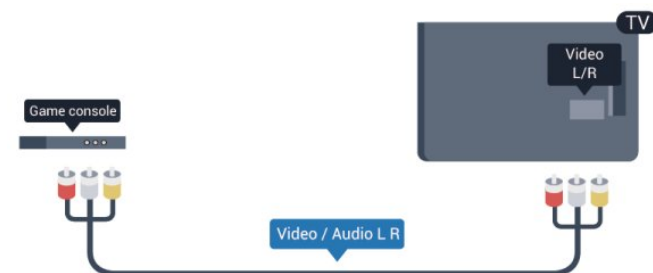 TV
Video
L/R
Game console
Video / Audio L R